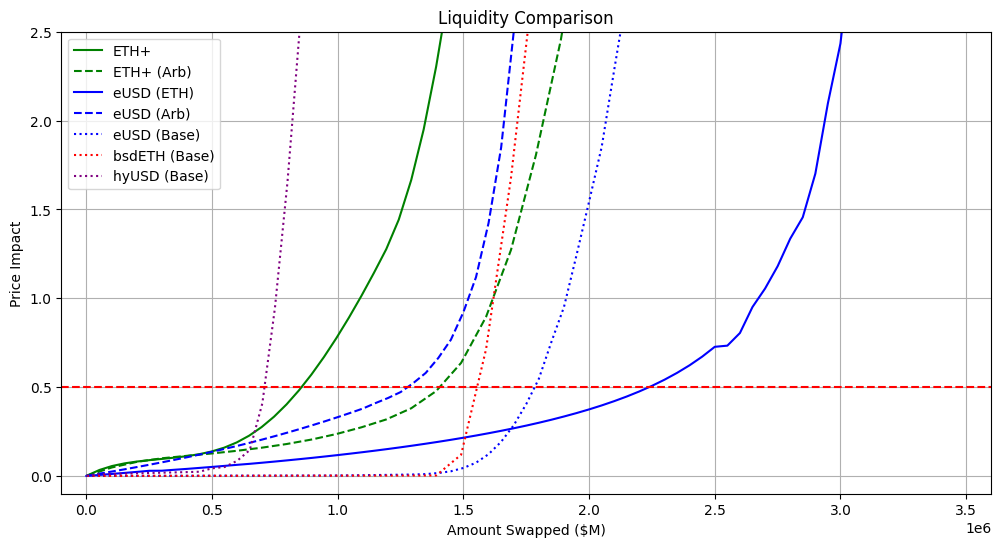 Liquidity Comparison
ETH+
ETH+ (Arb)
eUSD (ETH)
eUSD (Arb)
eUSD (Base)
bsdETH (Base)
hyUSD (Base)
Price Impact
2.5
2.0
1.5
1.0
0.5
0.0
0.0 0.5 1.0 1.5 2.0 2.5 3.0 3.5
1e6
Amount Swapped ($M)